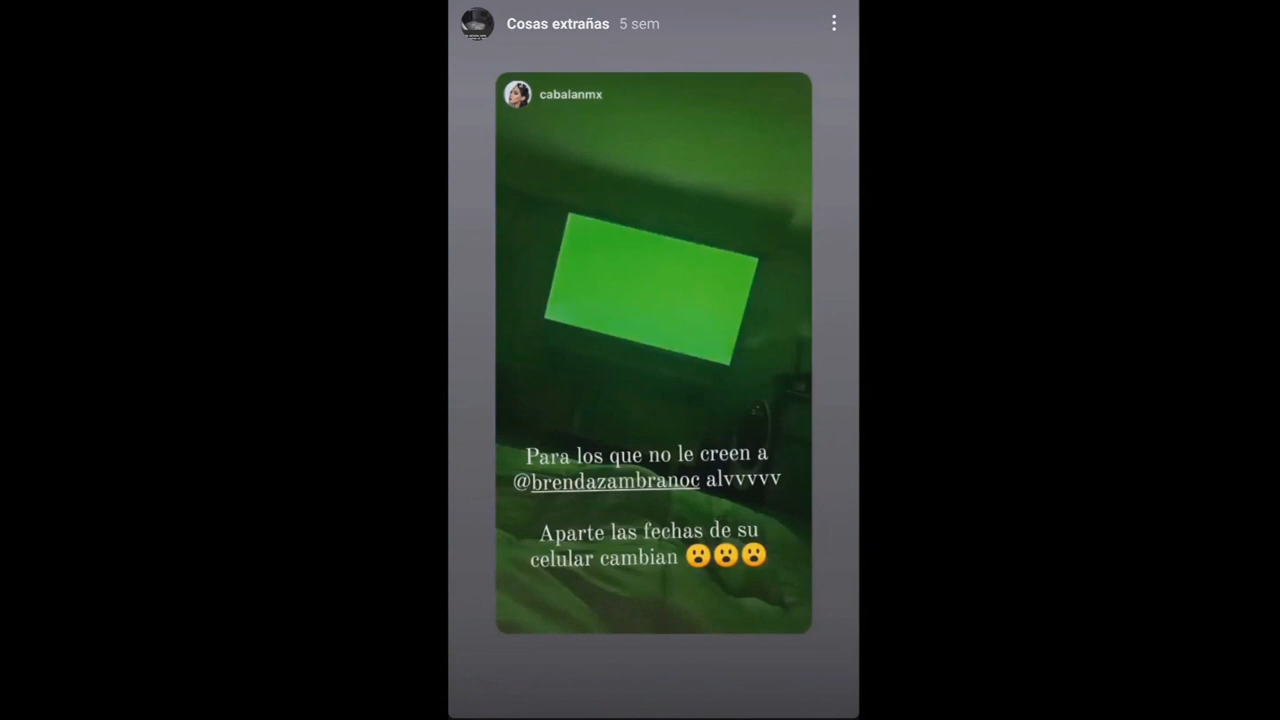 Cosas extrañas 5 sem
cabalanmx
Para los que no le creen a
@brendazambranoc alvvvvv
Aparte las fechas de su
celular cambian 😮😮😮